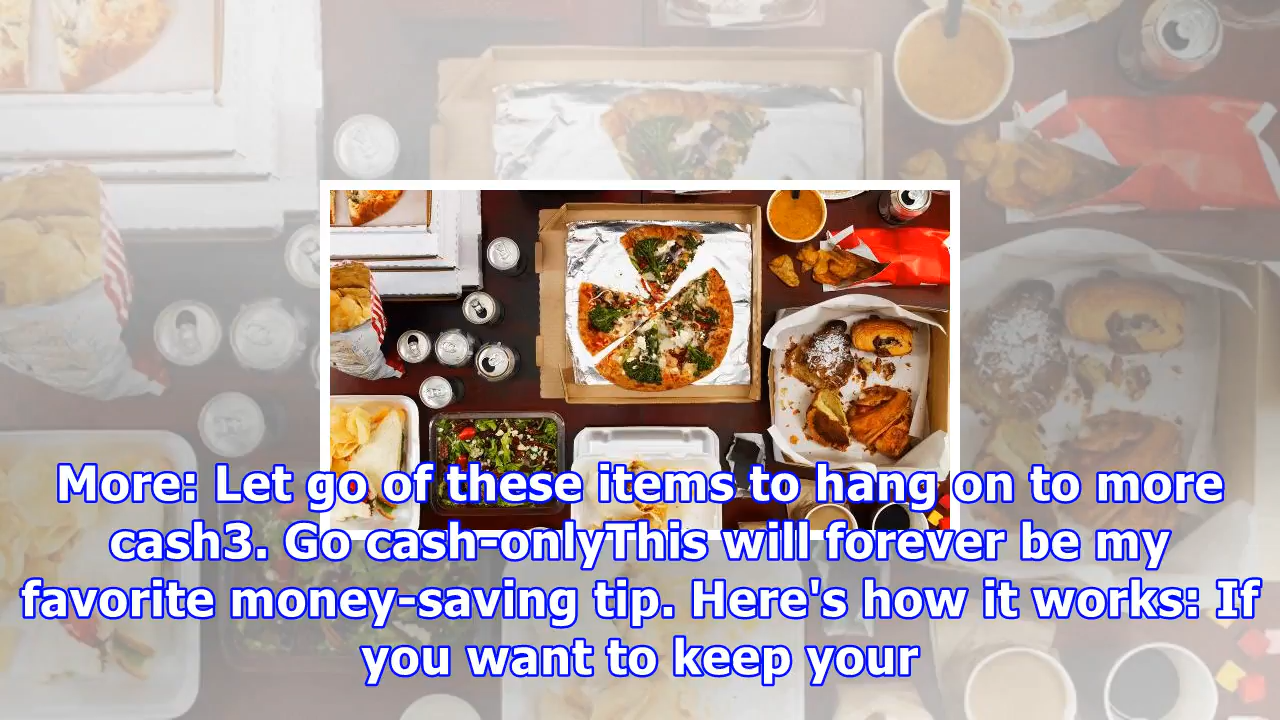 More: Let go of these items to hang on to more
cash3. Go cash-onlyThis will forever be my
favorite money-saving tip. Here's how it works: If
you want to keep your